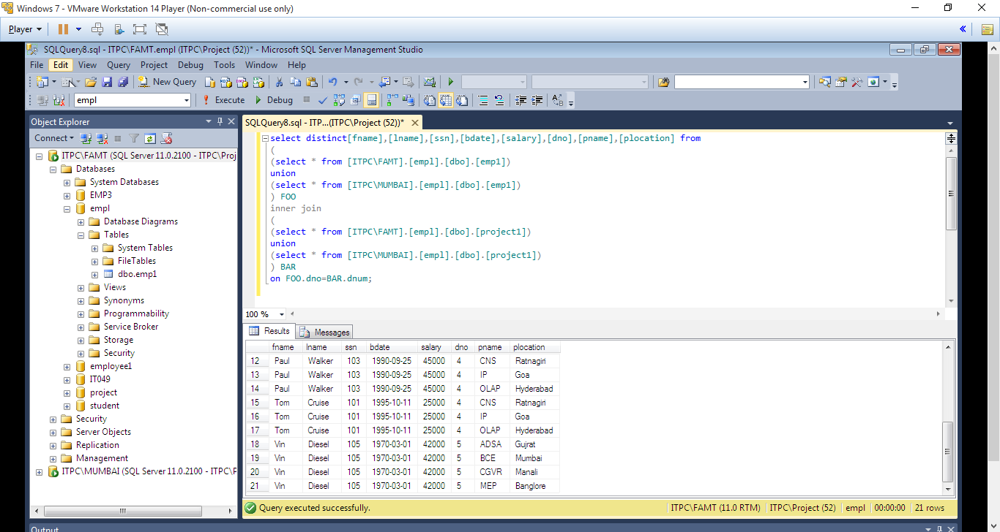 Windows 7 - VMware Workstation 14 Player (Non-commercial use only)
Player
SQLQuery8.sql - ITPC\FAMT.empl (ITPC\Project (52))* - Microsoft SQL Server Management Studio
File Edit View Query Project Debug Tools Window Help
New Query
empl Execute Debug
Object Explorer
Connect
ITPC\FAMT (SQL Server 11.0.2100 - ITPC\Proj
Databases
System Databases
EMP3
empl
Database Diagrams
Tables
System Tables
FileTables
dbo.emp1
Views
Synonyms
Programmability
Service Broker
Storage
Security
employee1
IT049
project
student
Security
Server Objects
Replication
Management
ITPC\MUMBAI (SQL Server 11.0.2100 - ITPC\P
SQLQuery8.sql - ITP...(ITPC\Project (52))*
select distinct[fname],[lname],[ssn],[bdate],[salary],[dno],[pname],[plocation] from
(
(select * from [ITPC\FAMT].[empl].[dbo].[emp1])
union
(select * from [ITPC\MUMBAI].[empl].[dbo].[emp1])
) FOO
inner join
(
(select * from [ITPC\FAMT].[empl].[dbo].[project1])
union
(select * from [ITPC\MUMBAI].[empl].[dbo].[project1])
) BAR
on FOO.dno=BAR.dnum;
100 %
Results Messages
fname lname ssn bdate salary dno pname plocation
12 Paul Walker 103 1990-09-25 45000 4 CNS Ratnagiri
13 Paul Walker 103 1990-09-25 45000 4 IP Goa
14 Paul Walker 103 1990-09-25 45000 4 OLAP Hyderabad
15 Tom Cruise 101 1995-10-11 25000 4 CNS Ratnagiri
16 Tom Cruise 101 1995-10-11 25000 4 IP Goa
17 Tom Cruise 101 1995-10-11 25000 4 OLAP Hyderabad
18 Vin Diesel 105 1970-03-01 42000 5 ADSA Gujrat
19 Vin Diesel 105 1970-03-01 42000 5 BCE Mumbai
20 Vin Diesel 105 1970-03-01 42000 5 CGVR Manali
21 Vin Diesel 105 1970-03-01 42000 5 MEP Banglore
Query executed successfully. ITPC\FAMT (11.0 RTM) ITPC\Project (52) empl 00:00:00 21 rows
Output